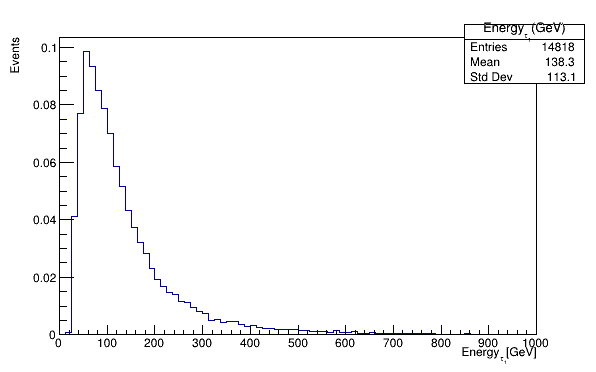 Energy_τ₁(GeV)
Entries 14818
Mean 138.3
Std Dev 113.1
Events
0.1
0.08
0.06
0.04
0.02
0
0 100 200 300 400 500 600 700 800 900 1000
Energy_τ₁[GeV]